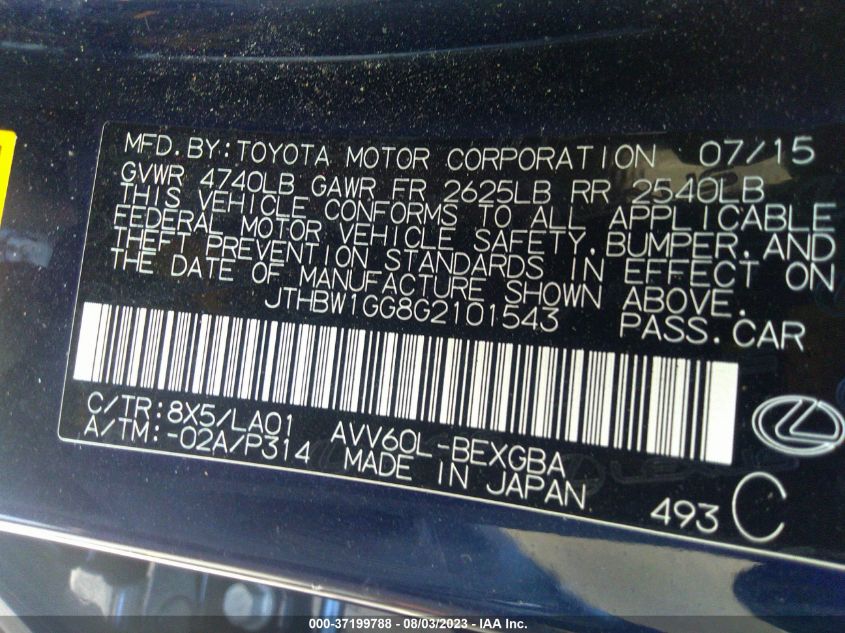 MFD.BY:TOYOTA MOTOR CORPORATION 07/15
GVWR 4740LB GAWR FR 2625LB RR 2540LB
THIS VEHICLE CONFORMS TO ALL APPLICABLE
FEDERAL MOTOR VEHICLE SAFETY, BUMPER, AND
THEFT PREVENTION STANDARDS IN EFFECT ON
THE DATE OF MANUFACTURE SHOWN ABOVE.
JTHBW1GG8G2101543 PASS.CAR
C/TR:8X5/LA01 AVV60L-BEXGBA
A/TM:-02A/P314 MADE IN JAPAN
493 C
000-37199788 - 08/03/2023 - IAA Inc.